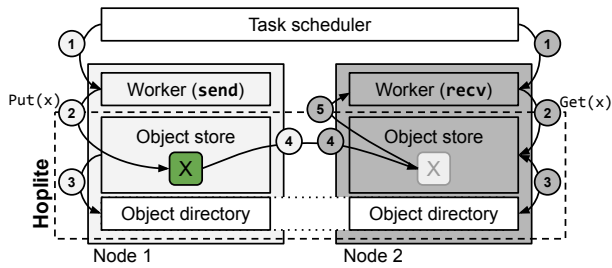 Task scheduler
1
1
Worker (send)
Worker (recv)
Put(x)
2
5
2
Get(x)
Object store
Object store
4
4
X
X
3
3
Hoplite
Object directory
Object directory
Node 1
Node 2